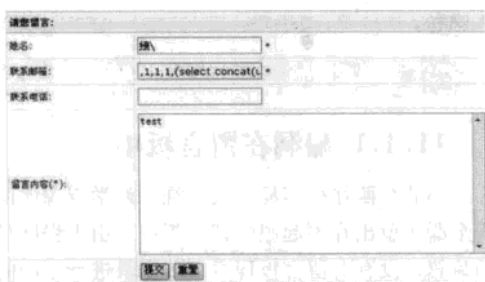 请您留言:
姓名:
縗\ *
联系邮箱:
,1,1,1,(select concat(u *
联系电话:
test
留言内容(*):
提交 重置